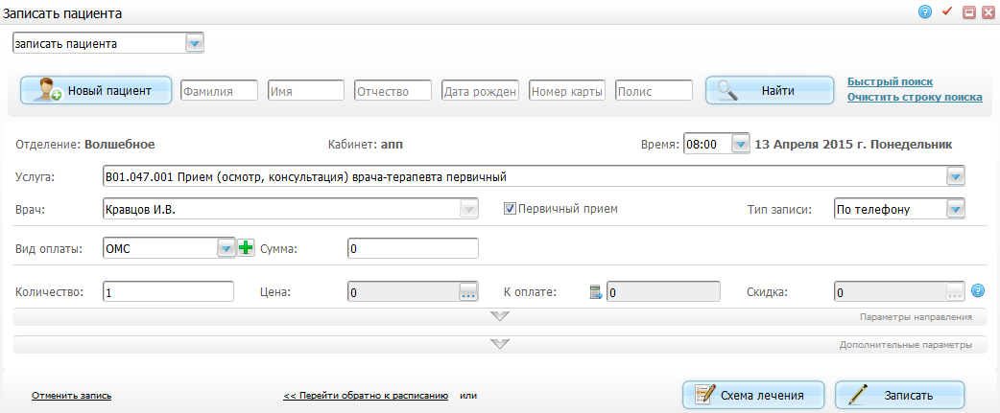 Записать пациента
записать пациента
Новый пациент Фамилия Имя Отчество Дата рожден Номер карты Полис Найти Быстрый поиск
Очистить строку поиска
Отделение: Волшебное Кабинет: апп Время: 08:00 13 Апреля 2015 г. Понедельник
Услуга: B01.047.001 Прием (осмотр, консультация) врача-терапевта первичный
Врач: Кравцов И.В. Первичный прием Тип записи: По телефону
Вид оплаты: ОМС Сумма: 0
Количество: 1 Цена: 0 ... К оплате: 0 Скидка: 0 ...
Параметры направления
Дополнительные параметры
Отменить запись << Перейти обратно к расписанию или Схема лечения Записать